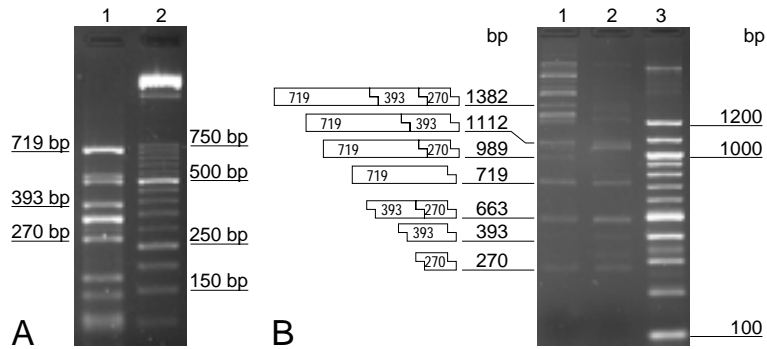 1 2
719 bp
393 bp
270 bp
750 bp
500 bp
250 bp
150 bp
A
bp 1 2 3 bp
719 393 270 1382
719 393 1112
719 270 989
719 719
393 270 663
393 393
270 270
1200
1000
100
B